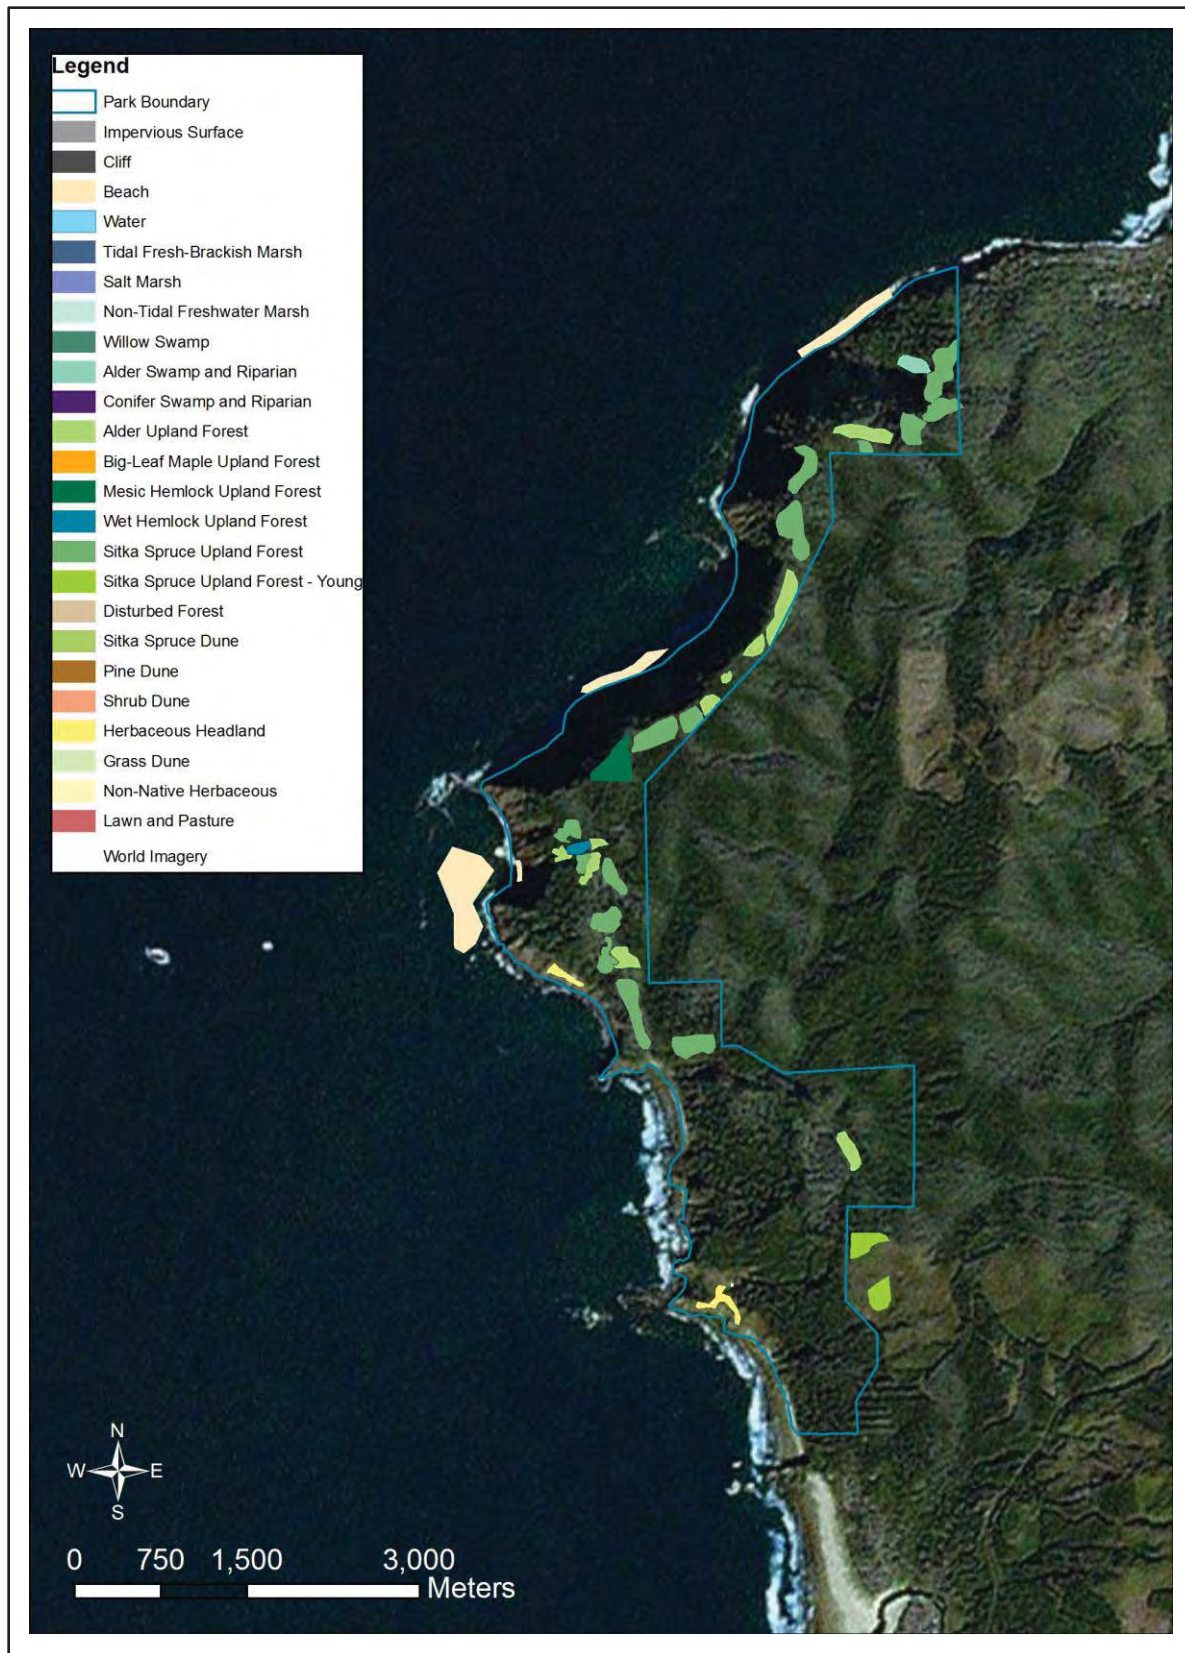 Legend
Park Boundary
Impervious Surface
Cliff
Beach
Water
Tidal Fresh-Brackish Marsh
Salt Marsh
Non-Tidal Freshwater Marsh
Willow Swamp
Alder Swamp and Riparian
Conifer Swamp and Riparian
Alder Upland Forest
Big-Leaf Maple Upland Forest
Mesic Hemlock Upland Forest
Wet Hemlock Upland Forest
Sitka Spruce Upland Forest
Sitka Spruce Upland Forest - Young
Disturbed Forest
Sitka Spruce Dune
Pine Dune
Shrub Dune
Herbaceous Headland
Grass Dune
Non-Native Herbaceous
Lawn and Pasture
World Imagery
N
W E
S
0 750 1,500 3,000
Meters